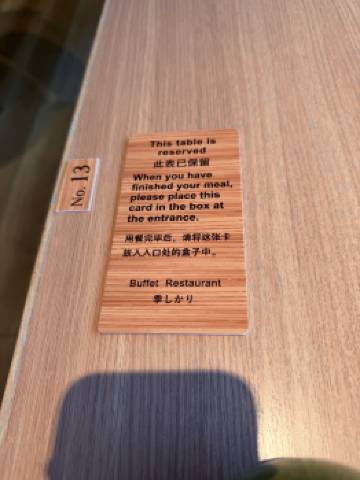 This table is
reserved
此表已保留
When you have
finished your meal,
please place this
card in the box at
the entrance.
用餐完毕后，请将这张卡
放入入口处的盒子中。
Buffet Restaurant
季しかり
No. 13